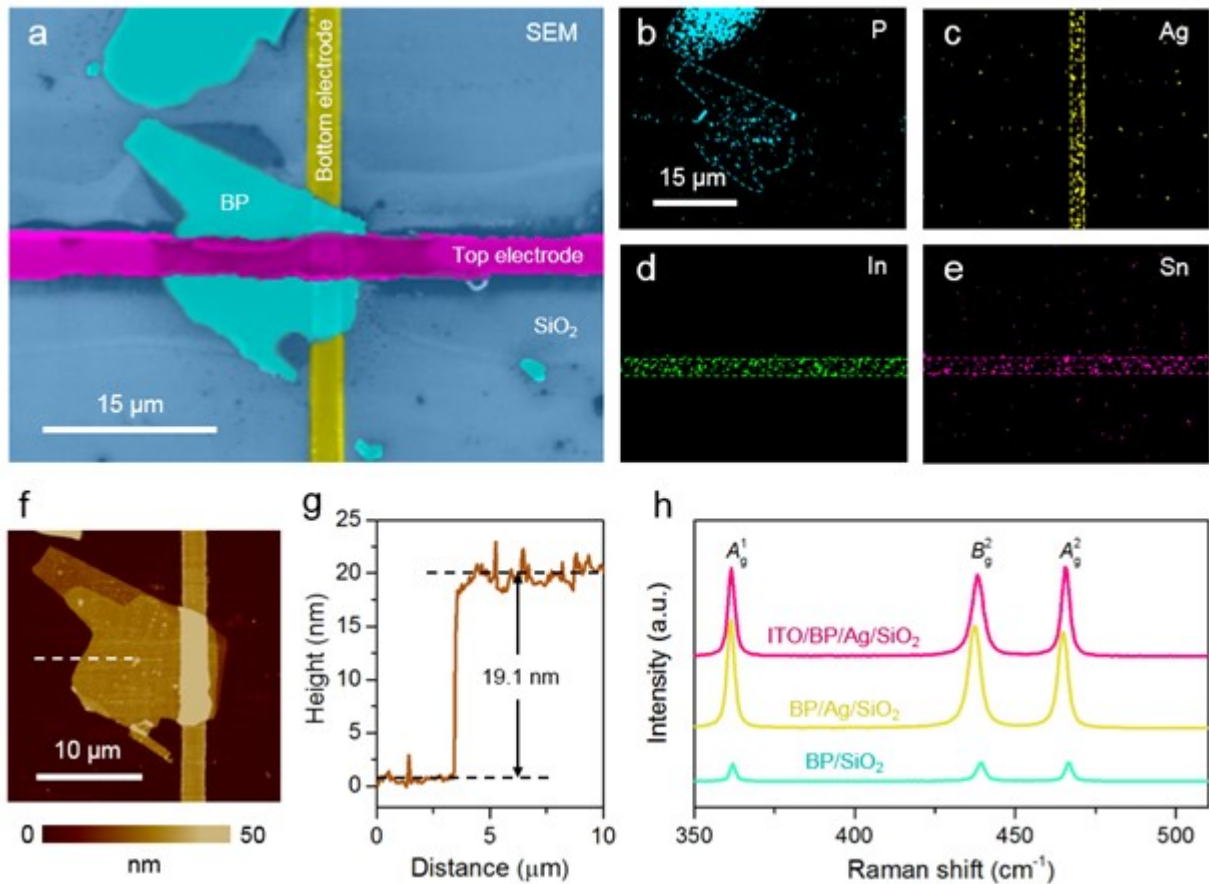 a
SEM
Bottom electrode
BP
Top electrode
SiO₂
15 μm
b
P
15 μm
c
Ag
d
In
e
Sn
f
10 μm
0
50
nm
g
Height (nm)
25
20
15
10
5
0
19.1 nm
0
5
10
Distance (μm)
h
Intensity (a.u.)
A¹g
B²g
A²g
ITO/BP/Ag/SiO₂
BP/Ag/SiO₂
BP/SiO₂
350
400
450
500
Raman shift (cm⁻¹)